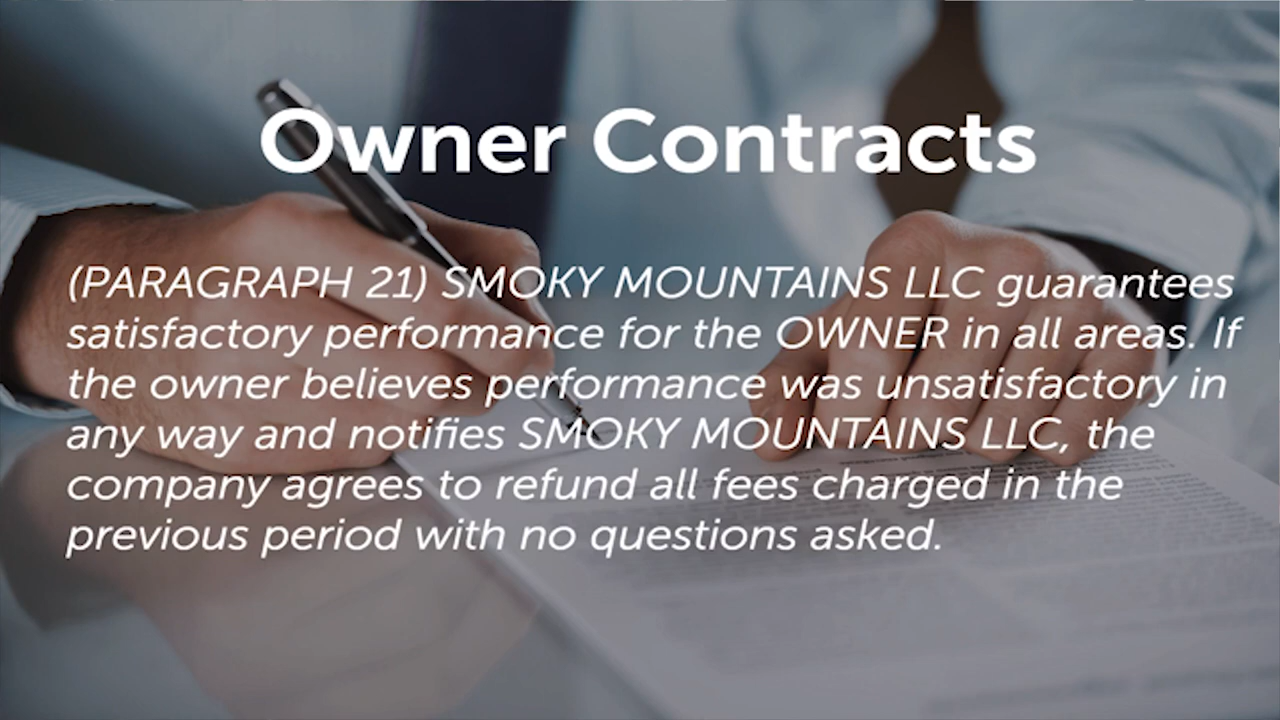 Owner Contracts
(PARAGRAPH 21) SMOKY MOUNTAINS LLC guarantees
satisfactory performance for the OWNER in all areas. If
the owner believes performance was unsatisfactory in
any way and notifies SMOKY MOUNTAINS LLC, the
company agrees to refund all fees charged in the
previous period with no questions asked.